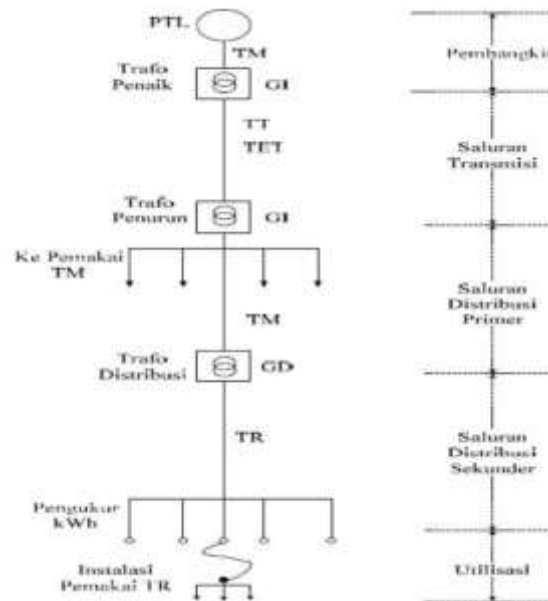 PTL
TM
Trafo
Penaik
GI
TT
TET
Trafo
Penurun
GI
Ke Pemakai
TM
TM
Trafo
Distribusi
GD
TR
Pengukur
kWh
Instalasi
Pemakai TR
Pembangkit
Saluran
Transmisi
Saluran
Distribusi
Primer
Saluran
Distribusi
Sekunder
Utilisasi